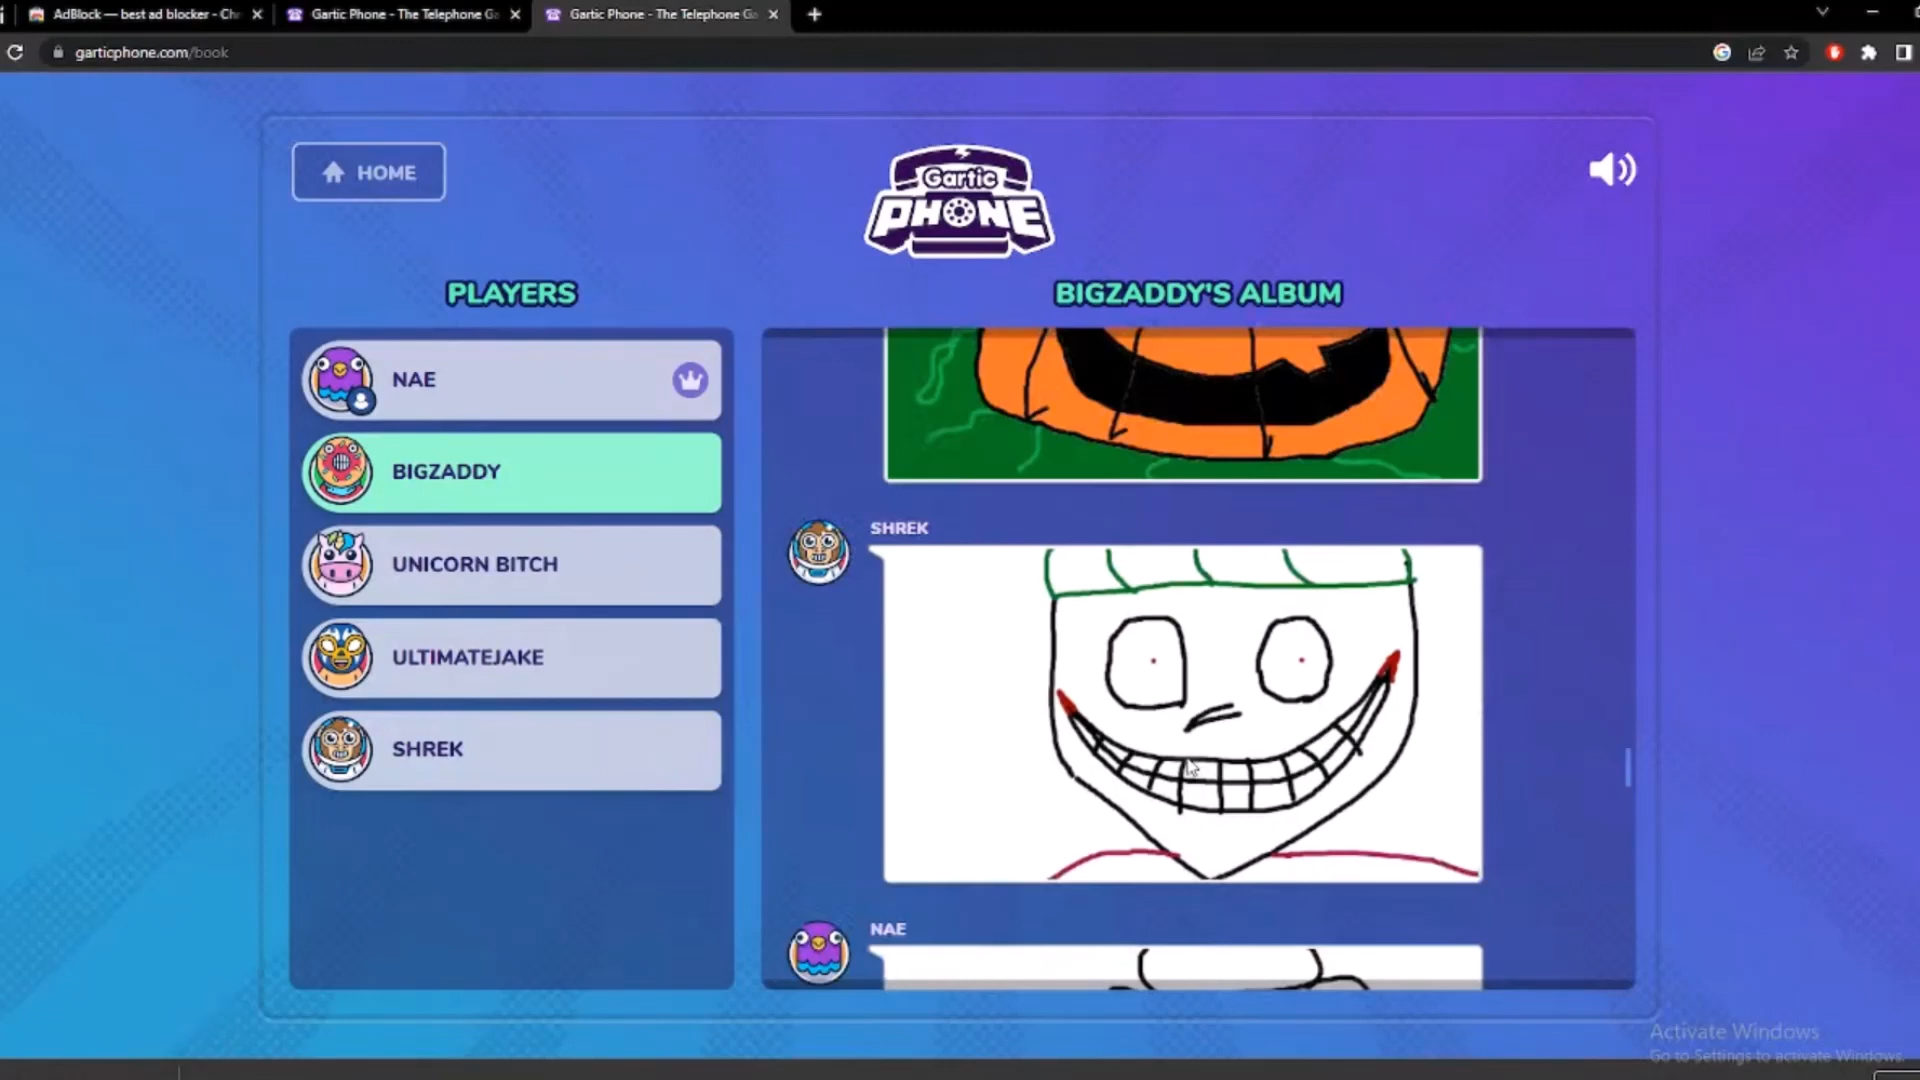 AdBlock — best ad blocker - Ch
Gartic Phone - The Telephone Ga
Gartic Phone - The Telephone Ga
garticphone.com/book
HOME
Gartic
PHONE
PLAYERS
BIGZADDY'S ALBUM
NAE
BIGZADDY
UNICORN BITCH
ULTIMATEJAKE
SHREK
SHREK
NAE
Activate Windows
Go to Settings to activate Windows.